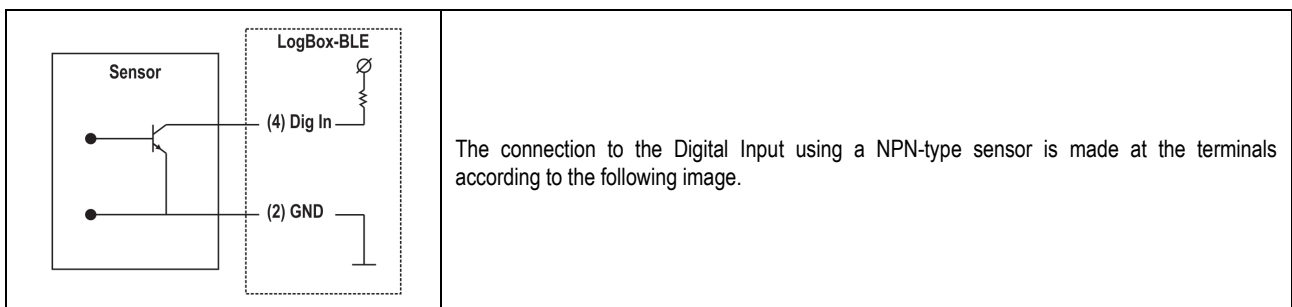 LogBox-BLE
Sensor
(4) Dig In
(2) GND
The connection to the Digital Input using a NPN-type sensor is made at the terminals
according to the following image.